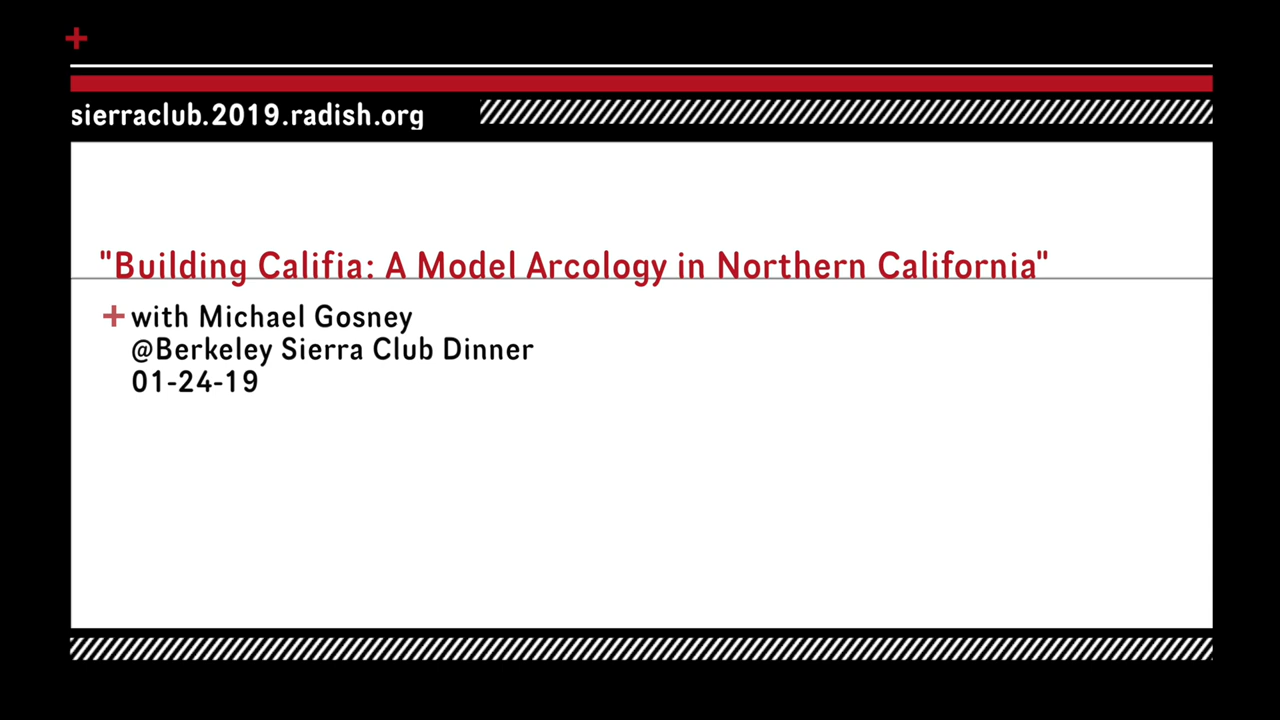 sierraclub.2019.radish.org
"Building Califia: A Model Arcology in Northern California"
with Michael Gosney
@Berkeley Sierra Club Dinner
01-24-19